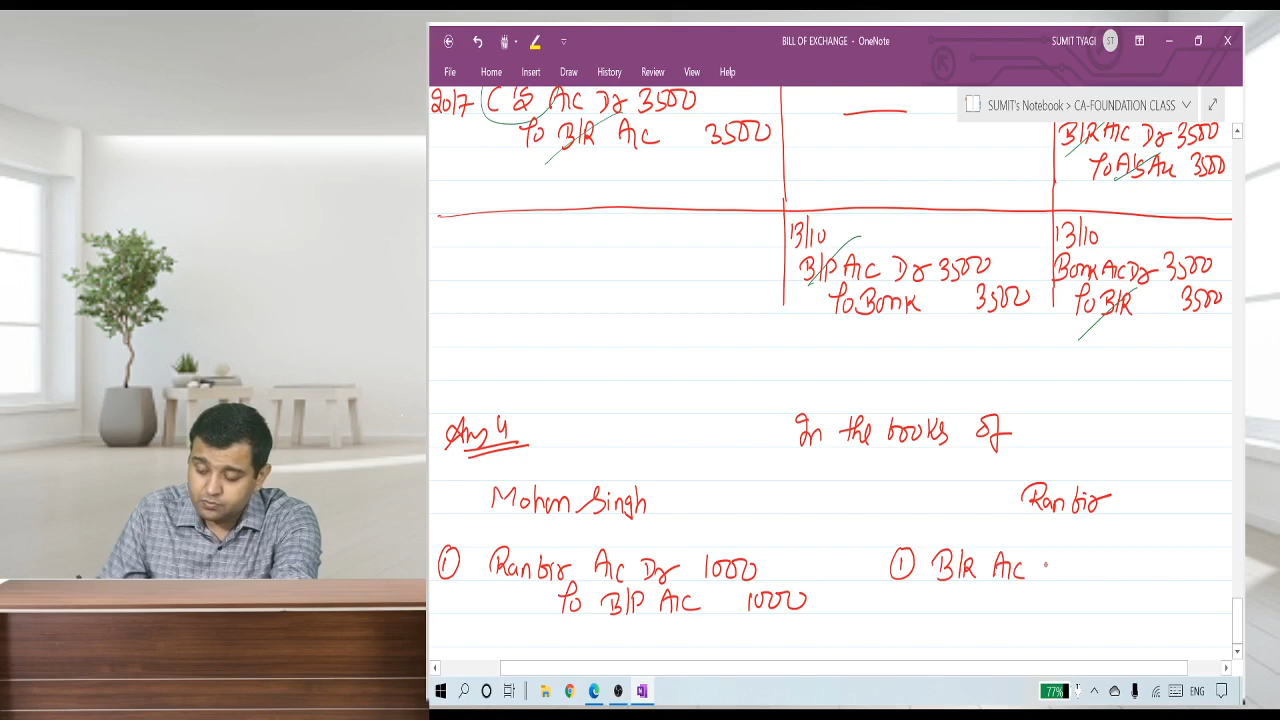 BILL OF EXCHANGE - OneNote
SUMIT TYAGI ST
File Home Insert Draw History Review View Help
SUMIT's Notebook > CA-FOUNDATION CLASS
2017 C's A/C Dr 3500
To B/R A/C 3500
B/R A/C Dr 3500
To A's A/c 3500
13/10
B/P A/C Dr 3500
To Bank 3500
13/10
Bank A/C Dr 3500
To B/R 3500
Ans 4
In the books of
Mohan Singh
Ranbir
① Ranbir A/C Dr 1000
To B/P A/C 1000
① B/R A/C
77%
ENG